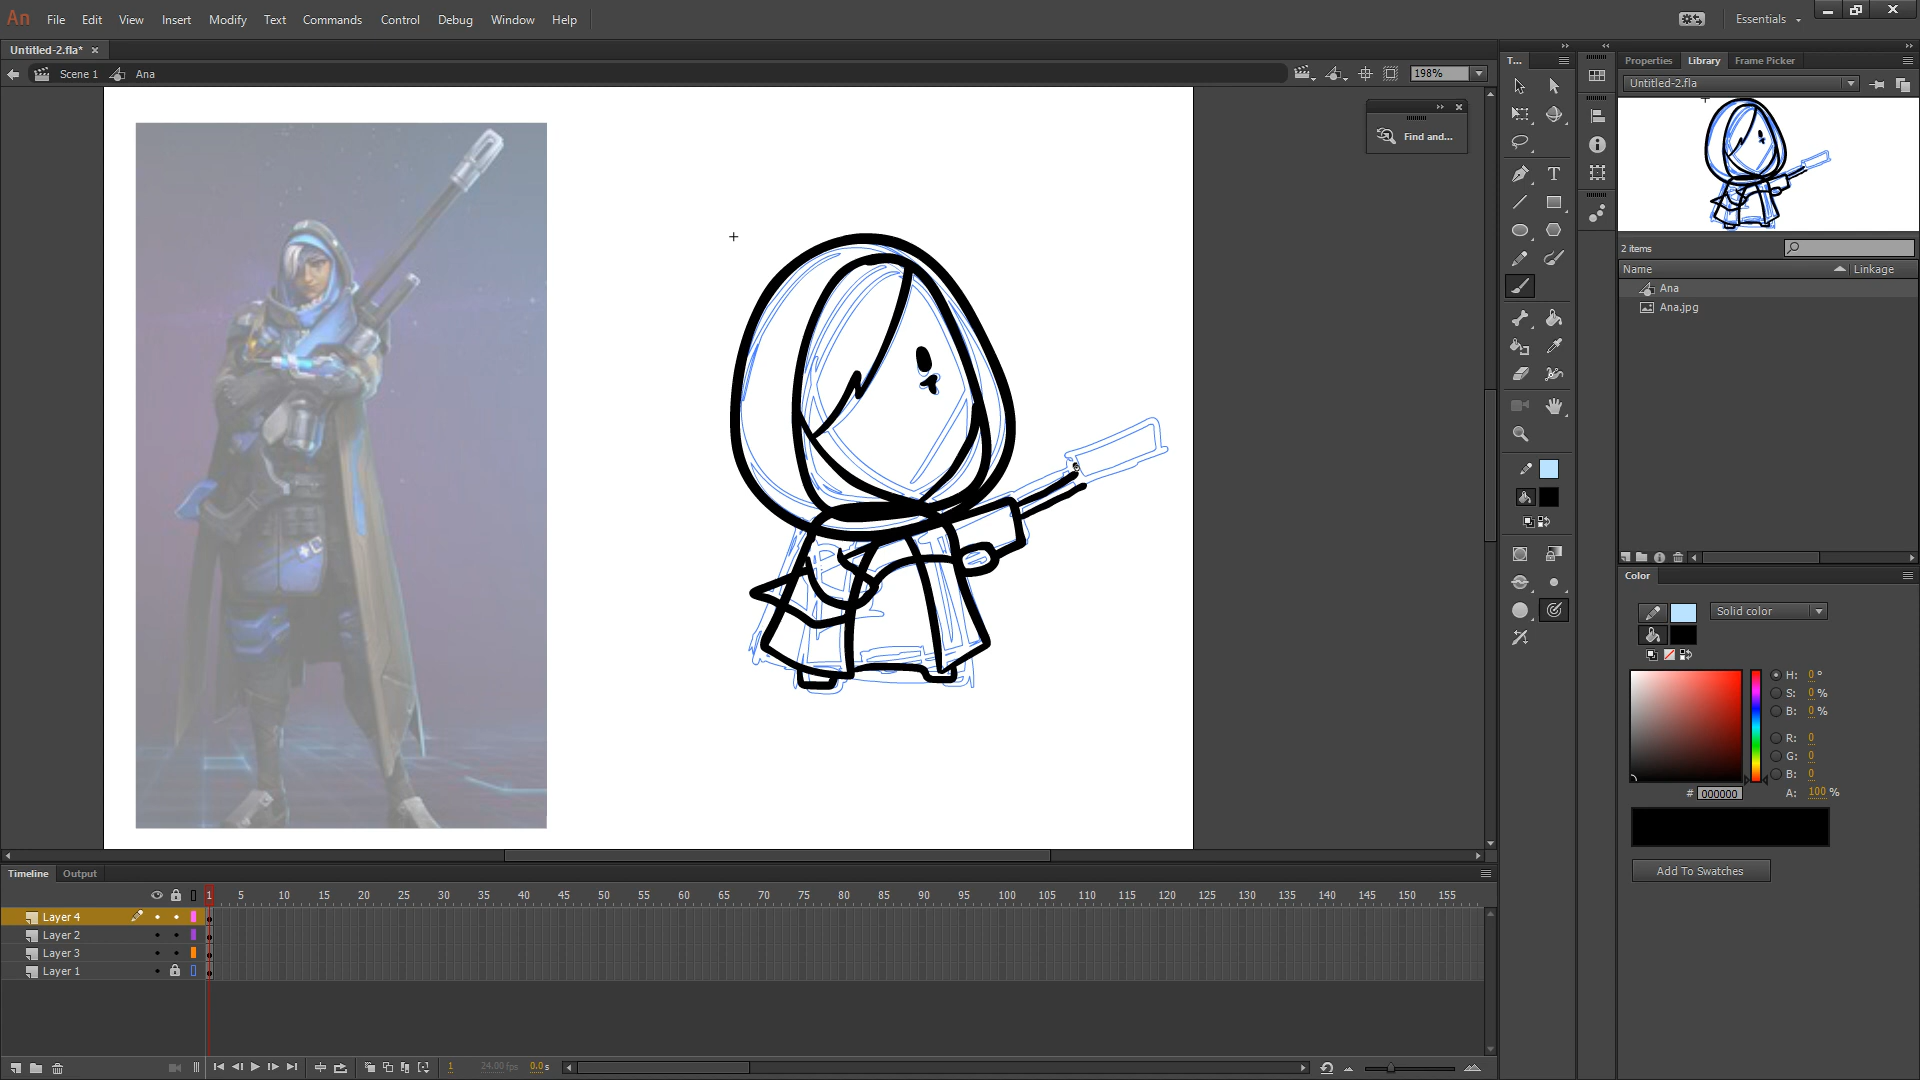 An File Edit View Insert Modify Text Commands Control Debug Window Help Essentials
Untitled-2.fla* ×
Scene 1 Ana 198%
Find and...
T...
T
Properties Library Frame Picker
Untitled-2.fla
2 items
Name Linkage
Ana
Ana.jpg
Color
Solid color
H: 0 °
S: 0 %
B: 0 %
R: 0
G: 0
B: 0
# 000000 A: 100 %
Add To Swatches
Timeline Output
1 5 10 15 20 25 30 35 40 45 50 55 60 65 70 75 80 85 90 95 100 105 110 115 120 125 130 135 140 145 150 155
Layer 4
Layer 2
Layer 3
Layer 1
1 24.00 fps 0.0 s